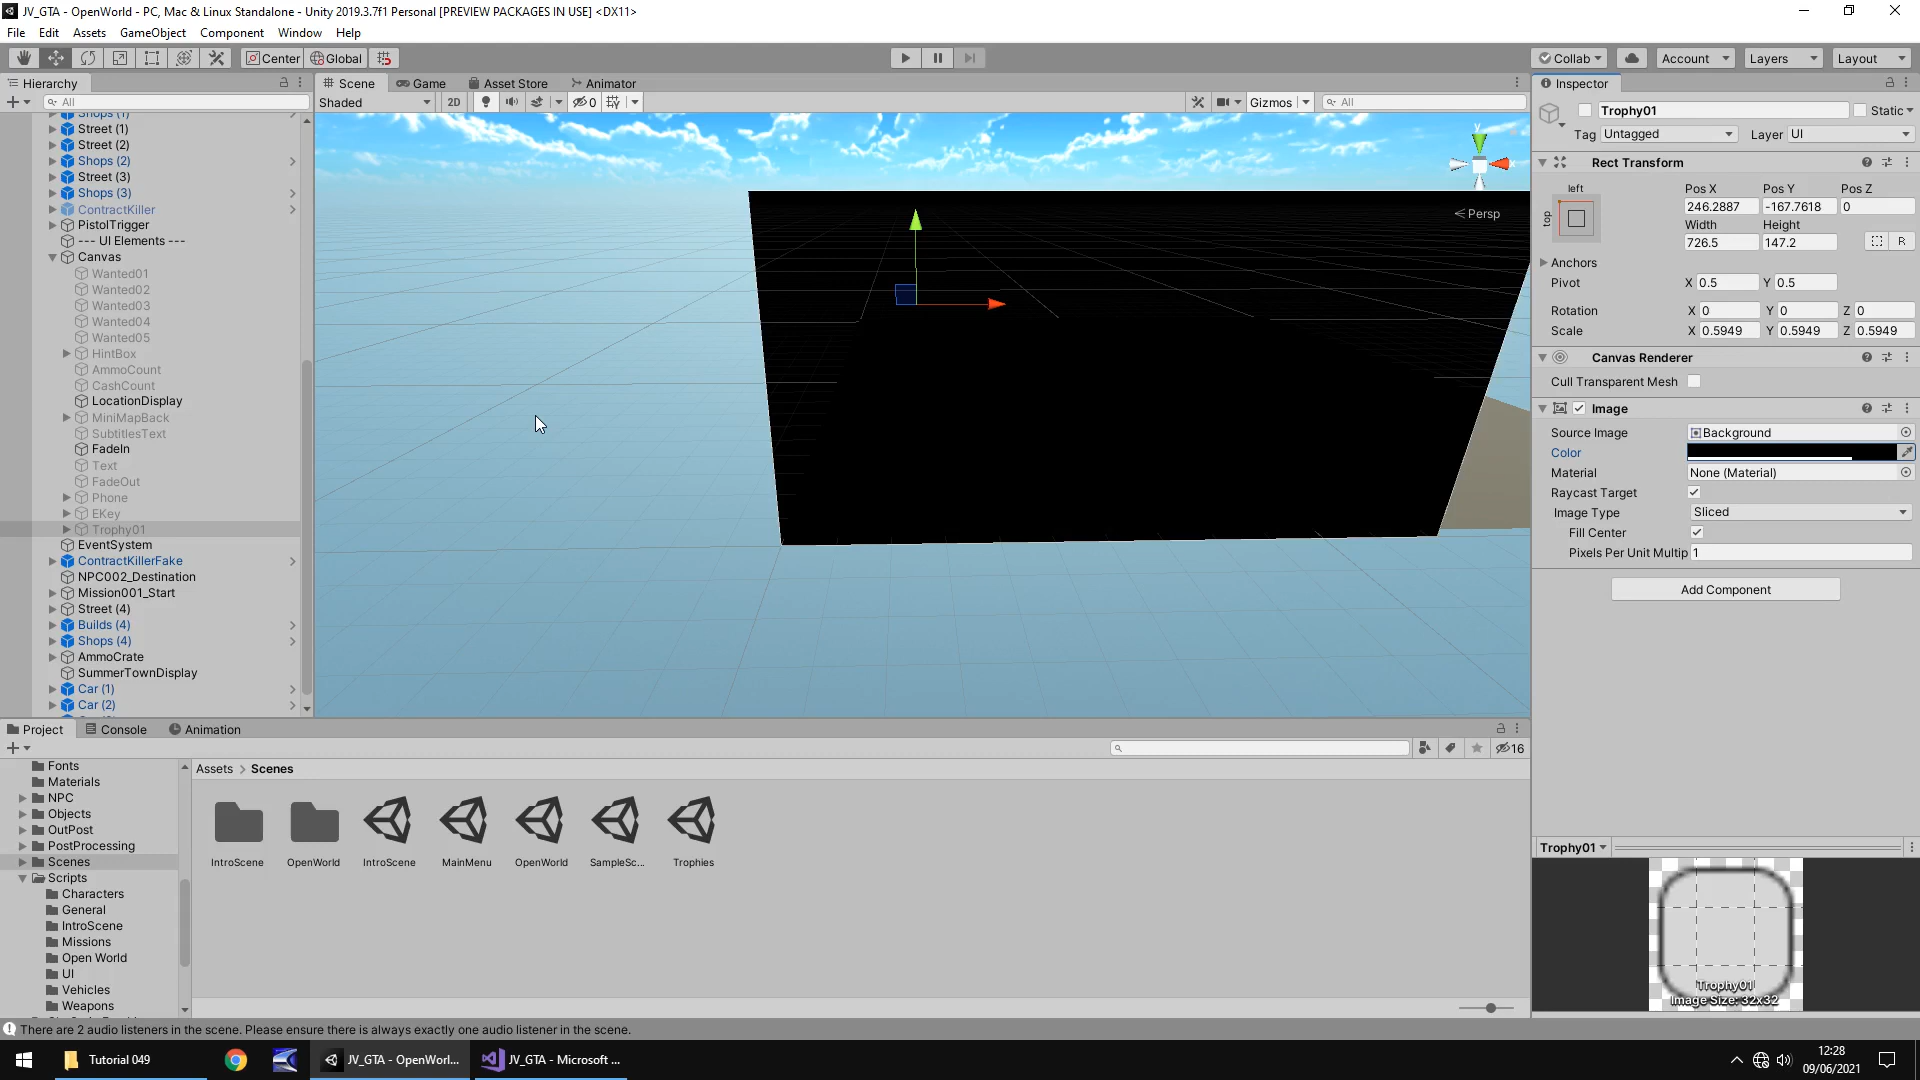 JV_GTA - OpenWorld - PC, Mac & Linux Standalone - Unity 2019.3.7f1 Personal [PREVIEW PACKAGES IN USE] <DX11>
File Edit Assets GameObject Component Window Help
Center Global Collab Account Layers Layout
Hierarchy Scene Game Asset Store Animator Inspector
All Shaded 2D 0 Gizmos All
Shops (1)
Street (1)
Street (2)
Shops (2)
Street (3)
Shops (3)
ContractKiller
PistolTrigger
--- UI Elements ---
Canvas
Wanted01
Wanted02
Wanted03
Wanted04
Wanted05
HintBox
AmmoCount
CashCount
LocationDisplay
MiniMapBack
SubtitlesText
FadeIn
Text
FadeOut
Phone
EKey
Trophy01
EventSystem
ContractKillerFake
NPC002_Destination
Mission001_Start
Street (4)
Builds (4)
Shops (4)
AmmoCrate
SummerTownDisplay
Car (1)
Car (2)
y
x
Persp
Trophy01 Static
Tag Untagged Layer UI
Rect Transform
left Pos X Pos Y Pos Z
top 246.2887 -167.7618 0
Width Height
726.5 147.2 R
Anchors
Pivot X 0.5 Y 0.5
Rotation X 0 Y 0 Z 0
Scale X 0.5949 Y 0.5949 Z 0.5949
Canvas Renderer
Cull Transparent Mesh
Image
Source Image Background
Color
Material None (Material)
Raycast Target
Image Type Sliced
Fill Center
Pixels Per Unit Multip 1
Add Component
Trophy01
Trophy01
Image Size: 32x32
Project Console Animation
16
Fonts
Materials
NPC
Objects
OutPost
PostProcessing
Scenes
Scripts
Characters
General
IntroScene
Missions
Open World
UI
Vehicles
Weapons
Assets > Scenes
IntroScene OpenWorld IntroScene MainMenu OpenWorld SampleSc... Trophies
There are 2 audio listeners in the scene. Please ensure there is always exactly one audio listener in the scene.
Tutorial 049 JV_GTA - OpenWorl... JV_GTA - Microsoft ...
12:28
09/06/2021